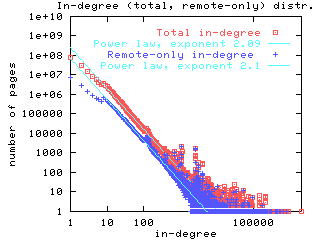 In-degree (total, remote-only) distr.
1e+10
1e+09
1e+08
1e+07
1e+06
100000
10000
1000
100
10
1
Total in-degree
Power law, exponent 2.09
Remote-only in-degree
Power law, exponent 2.1
number of pages
1
10
100
100000
in-degree